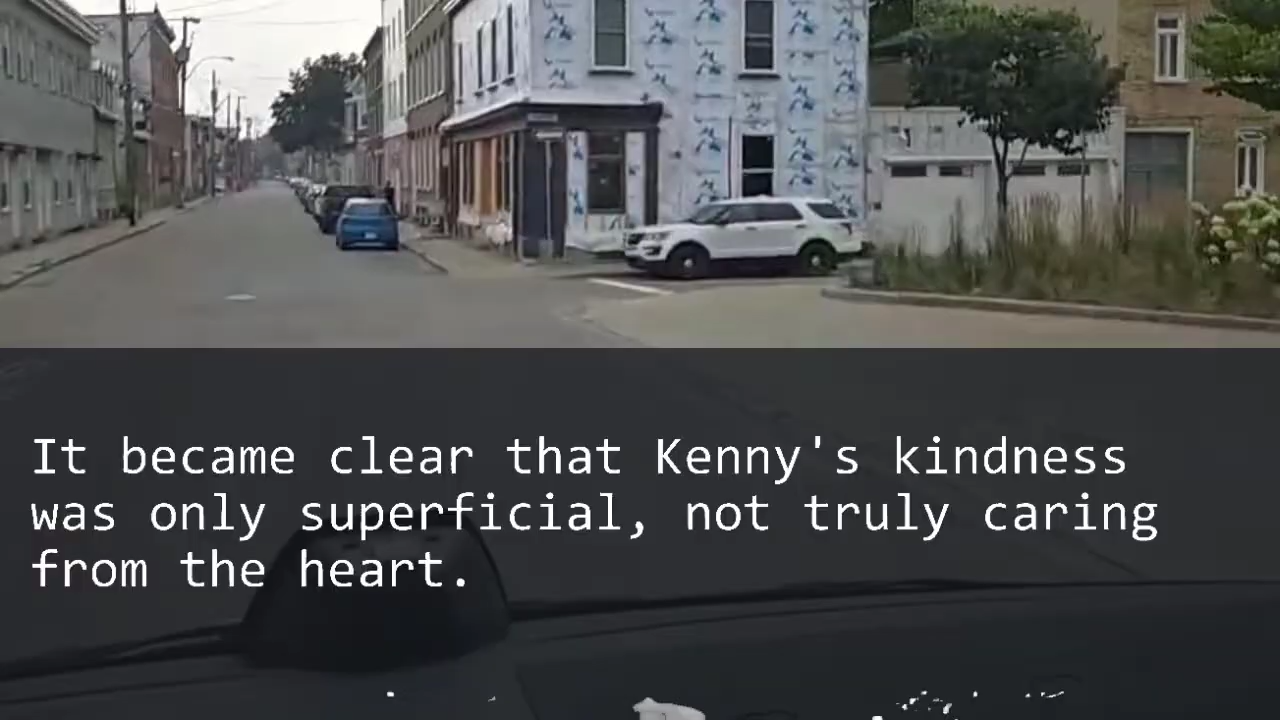 It became clear that Kenny's kindness
was only superficial, not truly caring
from the heart.